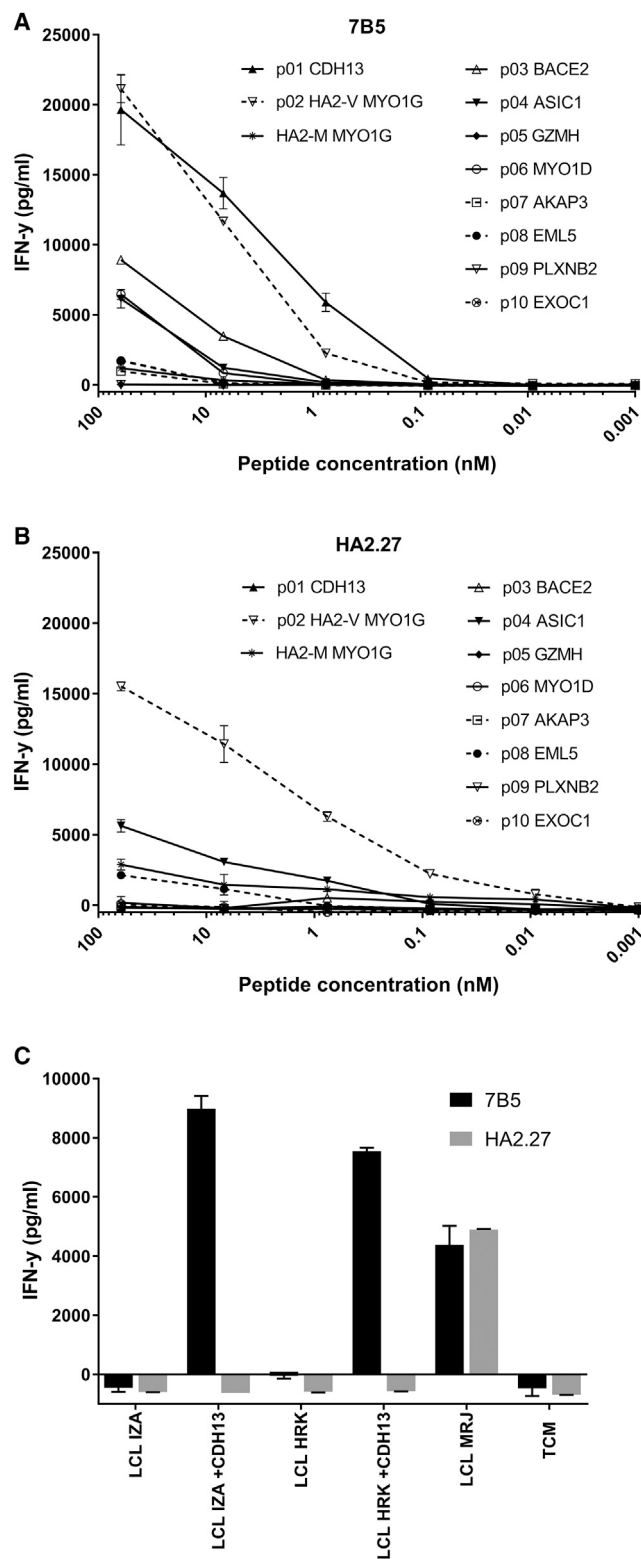 A
7B5
25000
20000
15000
10000
5000
0
IFN-y (pg/ml)
p01 CDH13
p02 HA2-V MYO1G
HA2-M MYO1G
p03 BACE2
p04 ASIC1
p05 GZMH
p06 MYO1D
p07 AKAP3
p08 EML5
p09 PLXNB2
p10 EXOC1
100
10
1
0.1
0.01
0.001
Peptide concentration (nM)
B
HA2.27
25000
20000
15000
10000
5000
0
IFN-y (pg/ml)
p01 CDH13
p02 HA2-V MYO1G
HA2-M MYO1G
p03 BACE2
p04 ASIC1
p05 GZMH
p06 MYO1D
p07 AKAP3
p08 EML5
p09 PLXNB2
p10 EXOC1
100
10
1
0.1
0.01
0.001
Peptide concentration (nM)
C
10000
8000
6000
4000
2000
0
IFN-y (pg/ml)
7B5
HA2.27
LCL IZA
LCL IZA +CDH13
LCL HRK
LCL HRK +CDH13
LCL MRJ
TCM